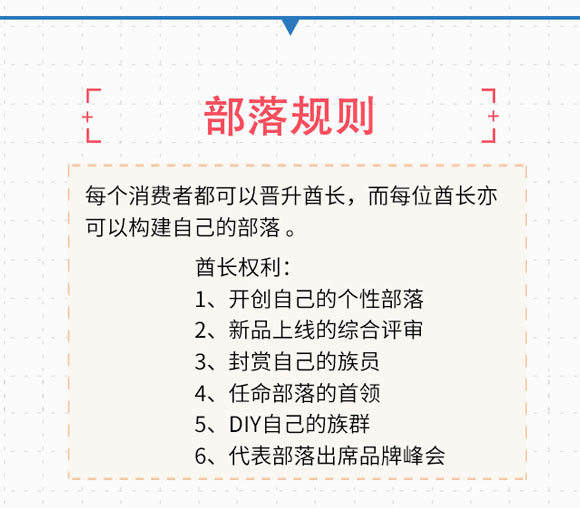 部落规则
每个消费者都可以晋升酋长，而每位酋长亦
可以构建自己的部落 。
酋长权利：
1、开创自己的个性部落
2、新品上线的综合评审
3、封赏自己的族员
4、任命部落的首领
5、DIY自己的族群
6、代表部落出席品牌峰会